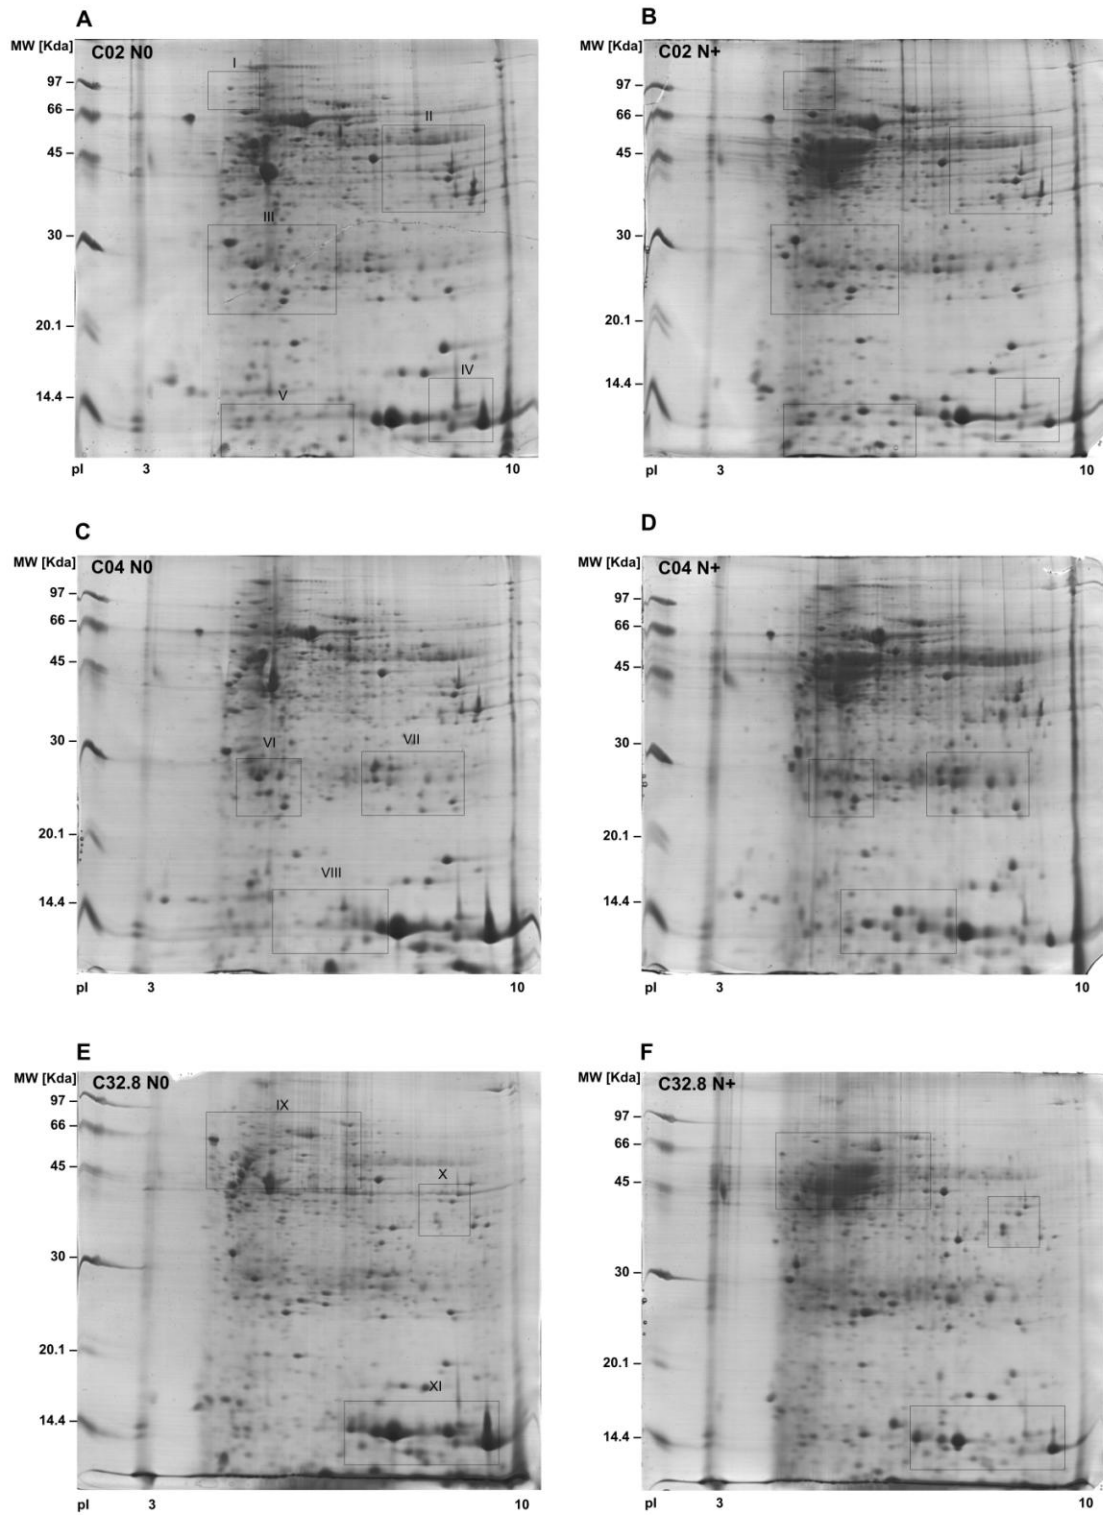 A
MW [Kda]
C02 N0
I
97
66
II
45
III
30
20.1
IV
14.4
V
pI 3 10
B
MW [Kda]
C02 N+
97
66
45
30
20.1
14.4
pI 3 10
C
MW [Kda]
C04 N0
97
66
45
30
VI
VII
20.1
VIII
14.4
pI 3 10
D
MW [Kda]
C04 N+
97
66
45
30
20.1
14.4
pI 3 10
E
MW [Kda]
C32.8 N0
97
IX
66
45
X
30
20.1
XI
14.4
pI 3 10
F
MW [Kda]
C32.8 N+
97
66
45
30
20.1
14.4
pI 3 10